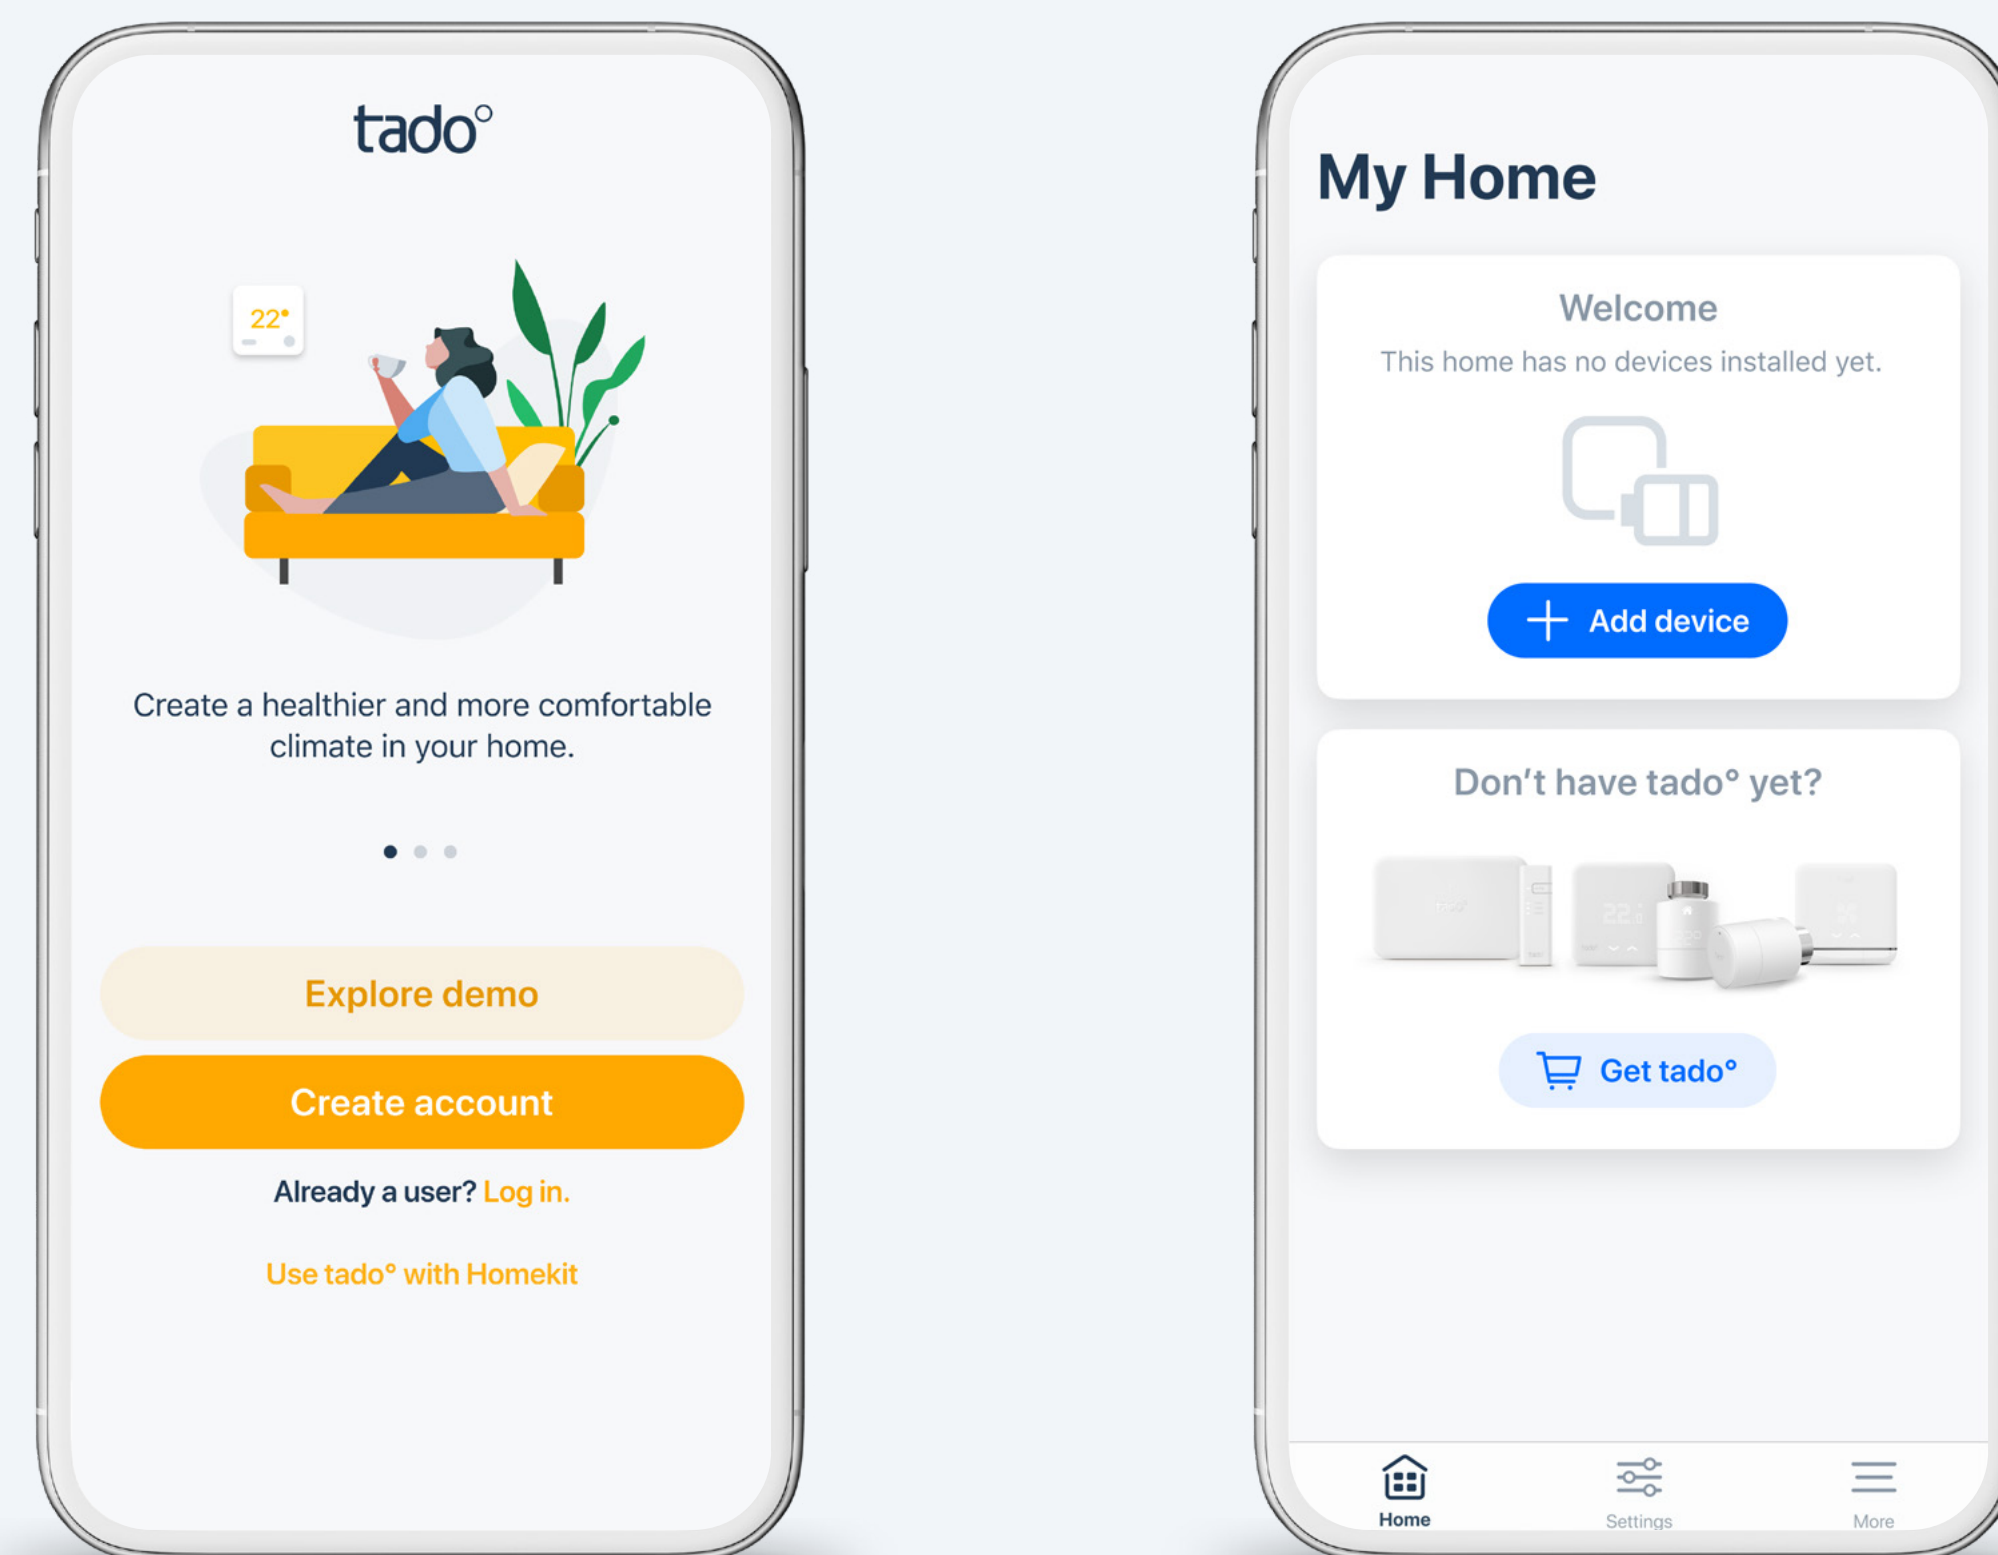 tado°
22°
Create a healthier and more comfortable
climate in your home.
Explore demo
Create account
Already a user? Log in.
Use tado° with Homekit
My Home
Welcome
This home has no devices installed yet.
Add device
Don't have tado° yet?
Get tado°
Home
Settings
More